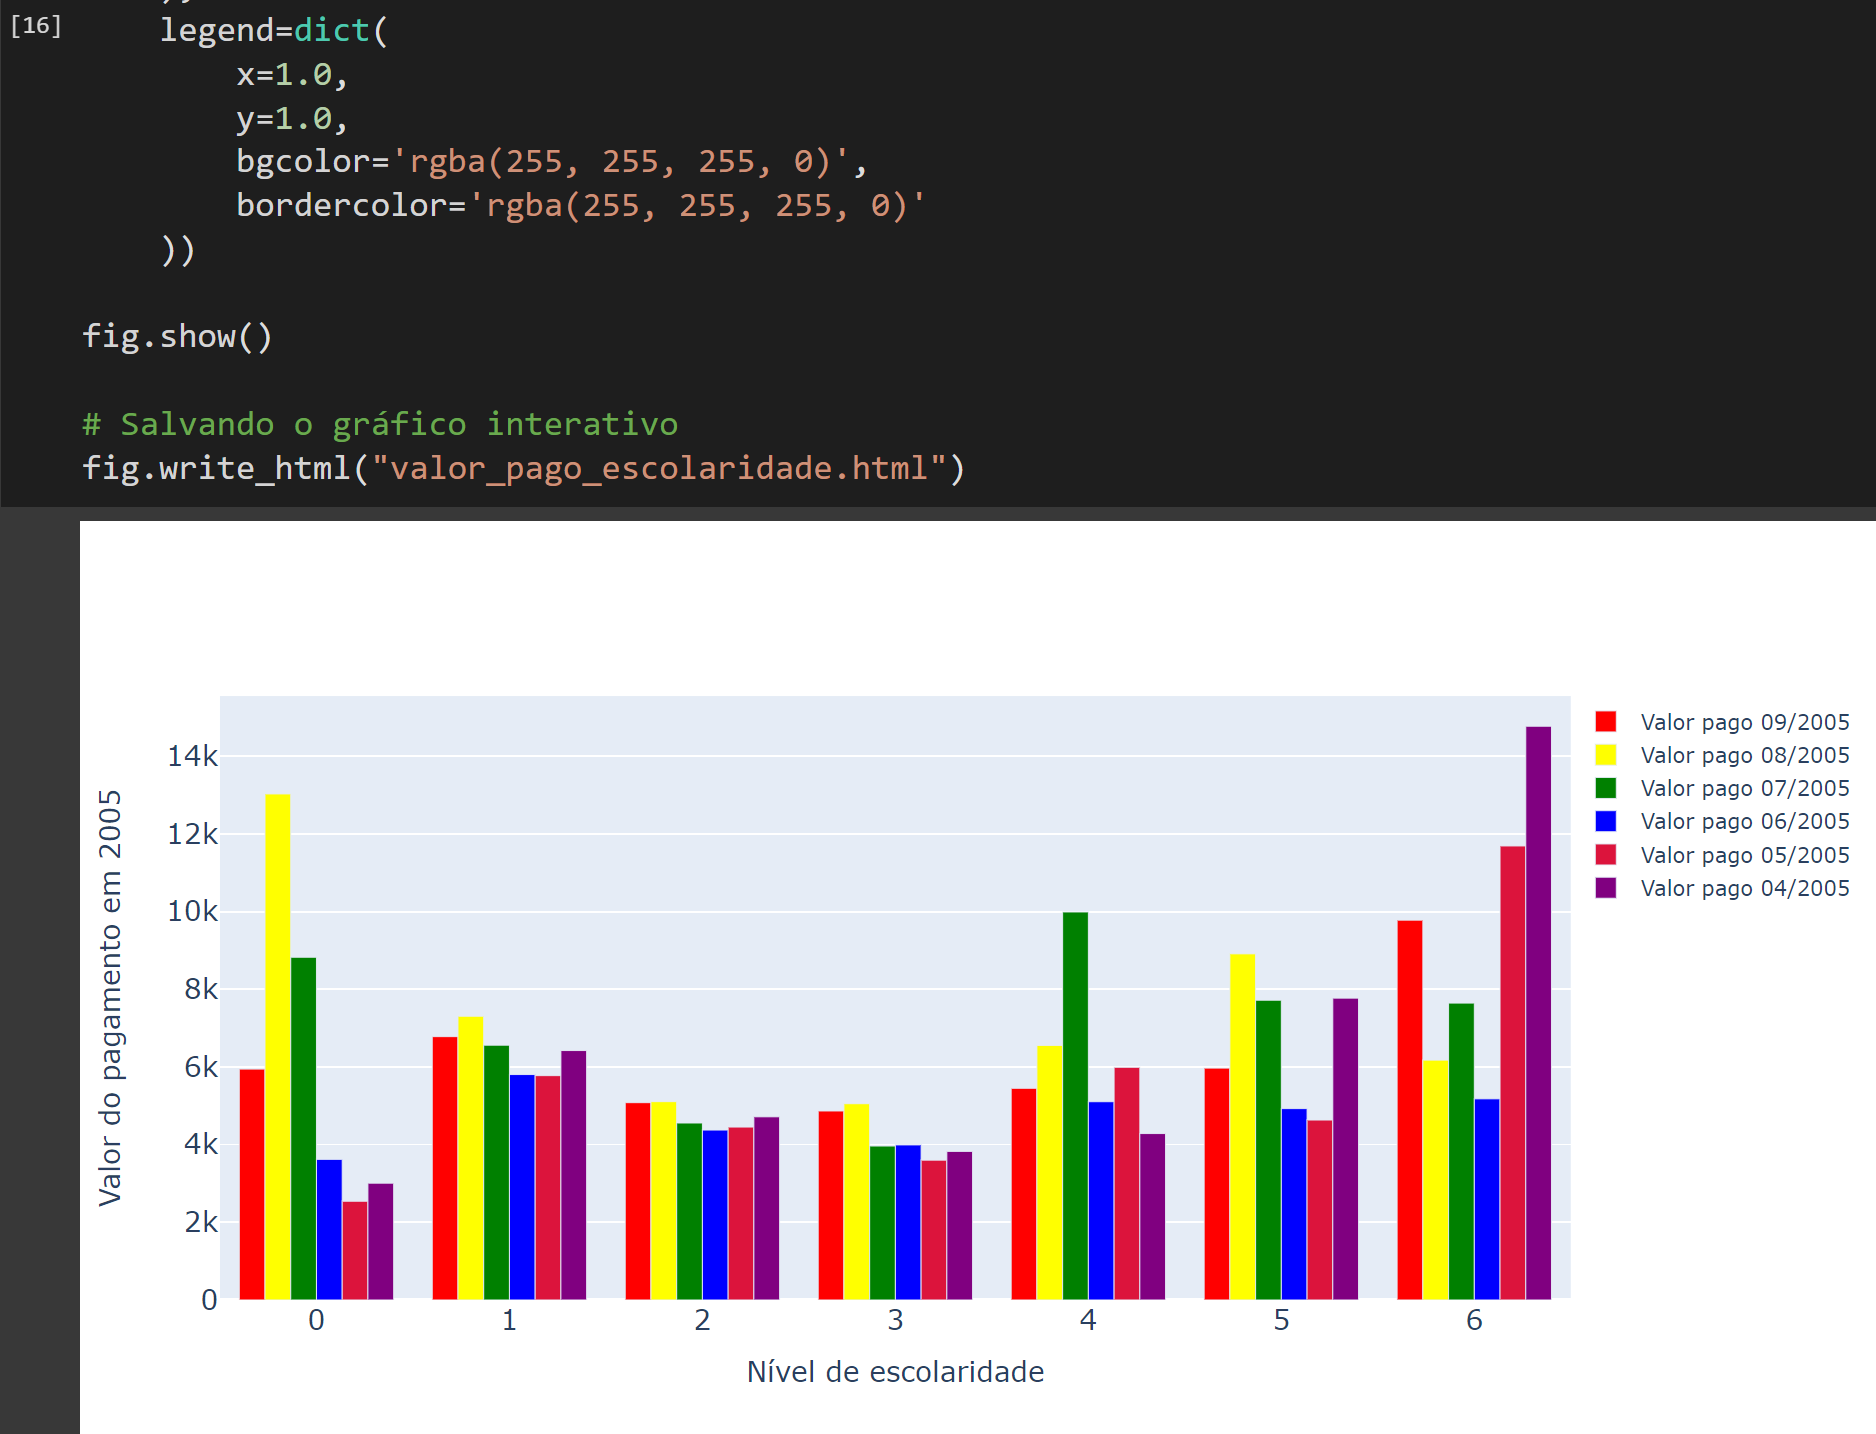 [16]
legend=dict(
x=1.0,
y=1.0,
bgcolor='rgba(255, 255, 255, 0)',
bordercolor='rgba(255, 255, 255, 0)'
))
fig.show()
# Salvando o gráfico interativo
fig.write_html("valor_pago_escolaridade.html")
Valor do pagamento em 2005
14k
12k
10k
8k
6k
4k
2k
0
0 1 2 3 4 5 6
Nível de escolaridade
Valor pago 09/2005
Valor pago 08/2005
Valor pago 07/2005
Valor pago 06/2005
Valor pago 05/2005
Valor pago 04/2005